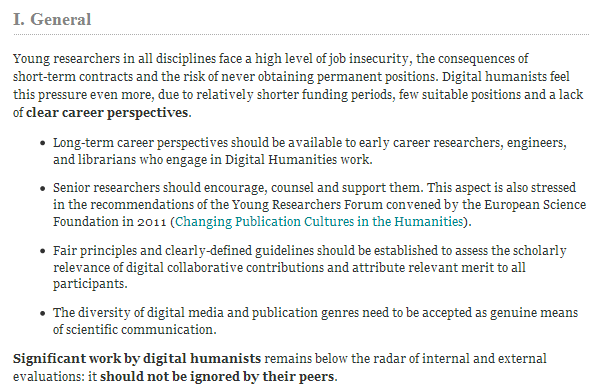 I. General
Young researchers in all disciplines face a high level of job insecurity, the consequences of
short-term contracts and the risk of never obtaining permanent positions. Digital humanists feel
this pressure even more, due to relatively shorter funding periods, few suitable positions and a lack
of clear career perspectives.
• Long-term career perspectives should be available to early career researchers, engineers,
and librarians who engage in Digital Humanities work.
• Senior researchers should encourage, counsel and support them. This aspect is also stressed
in the recommendations of the Young Researchers Forum convened by the European Science
Foundation in 2011 (Changing Publication Cultures in the Humanities).
• Fair principles and clearly-defined guidelines should be established to assess the scholarly
relevance of digital collaborative contributions and attribute relevant merit to all
participants.
• The diversity of digital media and publication genres need to be accepted as genuine means
of scientific communication.
Significant work by digital humanists remains below the radar of internal and external
evaluations: it should not be ignored by their peers.